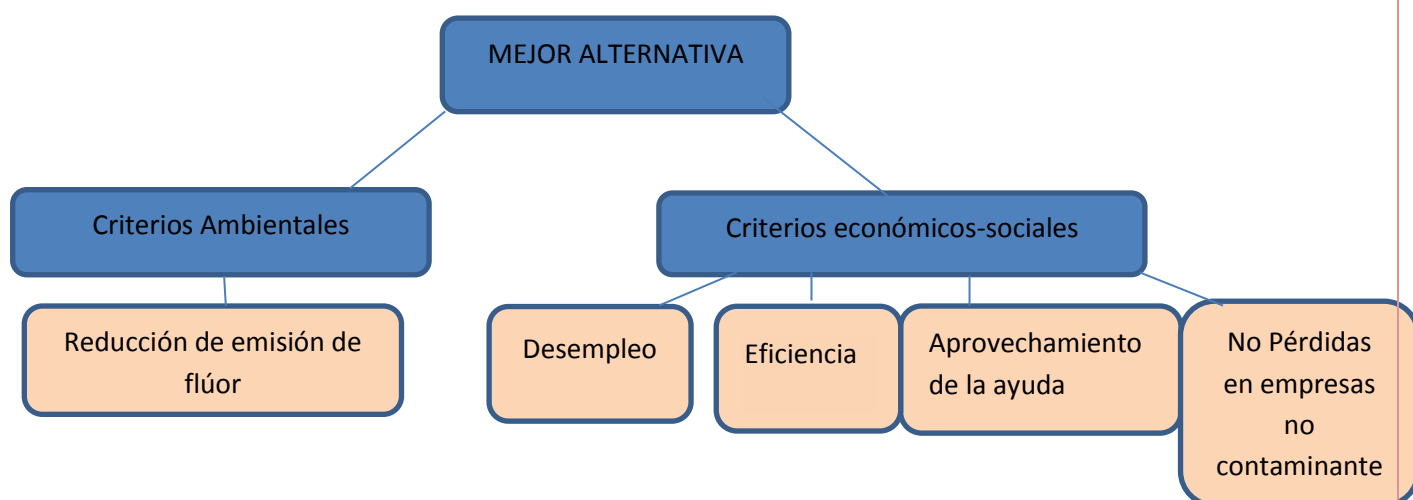 MEJOR ALTERNATIVA
Criterios Ambientales
Criterios económicos-sociales
Reducción de emisión de
flúor
Desempleo
Eficiencia
Aprovechamiento
de la ayuda
No Pérdidas
en empresas
no
contaminante